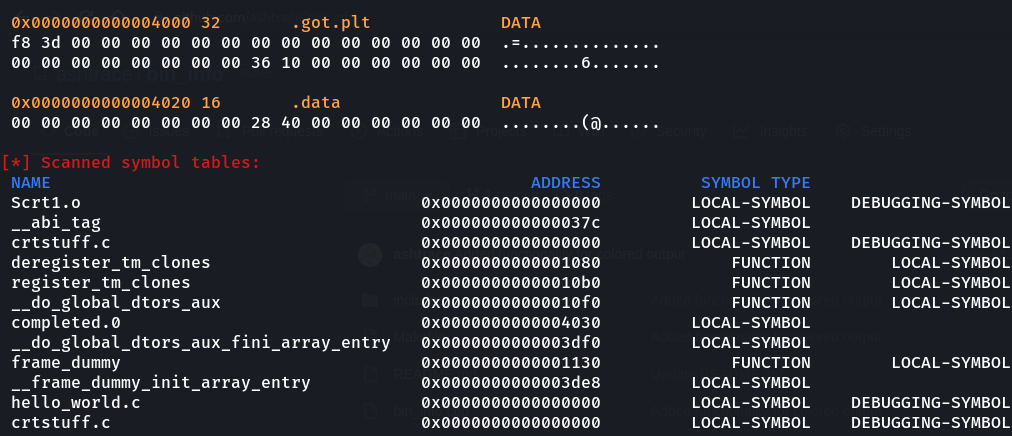 0x0000000000004000 32 .got.plt DATA
f8 3d 00 00 00 00 00 00 00 00 00 00 00 00 00 00 .=..............
00 00 00 00 00 00 00 00 36 10 00 00 00 00 00 00 ........6.......
0x0000000000004020 16 .data DATA
00 00 00 00 00 00 00 00 28 40 00 00 00 00 00 00 ........(@......
Security Insights Settings
[*] Scanned symbol tables:
NAME ADDRESS SYMBOL TYPE
Scrt1.o 0x0000000000000000 LOCAL-SYMBOL DEBUGGING-SYMBOL
__abi_tag 0x000000000000037c LOCAL-SYMBOL
crtstuff.c 0x0000000000000000 LOCAL-SYMBOL DEBUGGING-SYMBOL
deregister_tm_clones 0x0000000000001080 FUNCTION LOCAL-SYMBOL
register_tm_clones 0x00000000000010b0 FUNCTION LOCAL-SYMBOL
__do_global_dtors_aux 0x00000000000010f0 FUNCTION LOCAL-SYMBOL
completed.0 0x0000000000004030 LOCAL-SYMBOL
__do_global_dtors_aux_fini_array_entry 0x0000000000003df0 LOCAL-SYMBOL
frame_dummy 0x0000000000001130 FUNCTION LOCAL-SYMBOL
__frame_dummy_init_array_entry 0x0000000000003de8 LOCAL-SYMBOL
hello_world.c 0x0000000000000000 LOCAL-SYMBOL DEBUGGING-SYMBOL
crtstuff.c 0x0000000000000000 LOCAL-SYMBOL DEBUGGING-SYMBOL